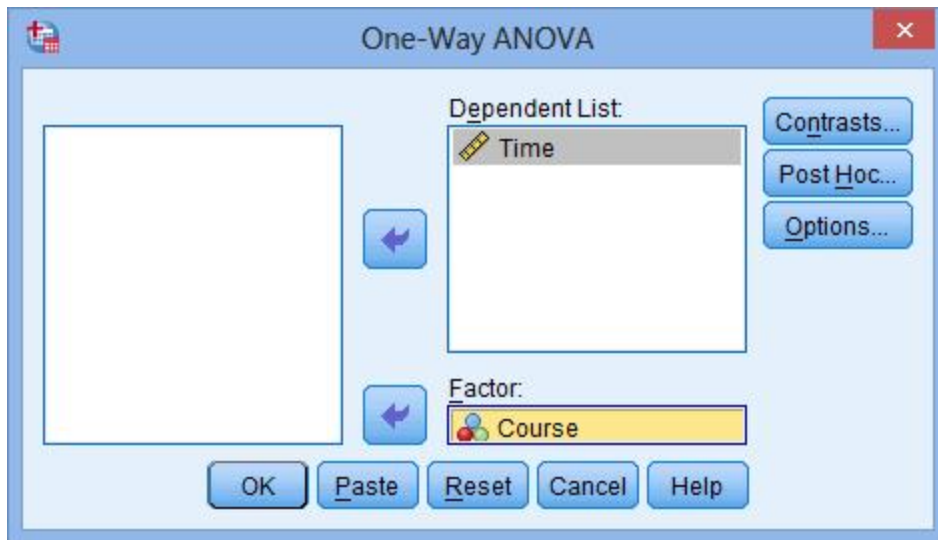 One-Way ANOVA
Dependent List:
Time
Contrasts...
Post Hoc...
Options...
Factor:
Course
OK Paste Reset Cancel Help